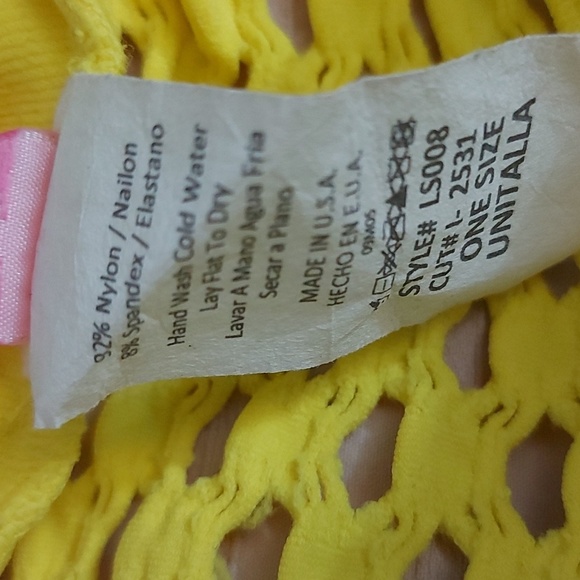 92% Nylon / Nailon
8% Spandex / Elastano
Hand Wash Cold Water
Lay Flat To Dry
Lavar A Mano Agua Fria
Secar a Plano
MADE IN U.S.A.
HECHO EN E.U.A.
09M05
STYLE# LS008
CUT# I- 2531
ONE SIZE
UNITALLA